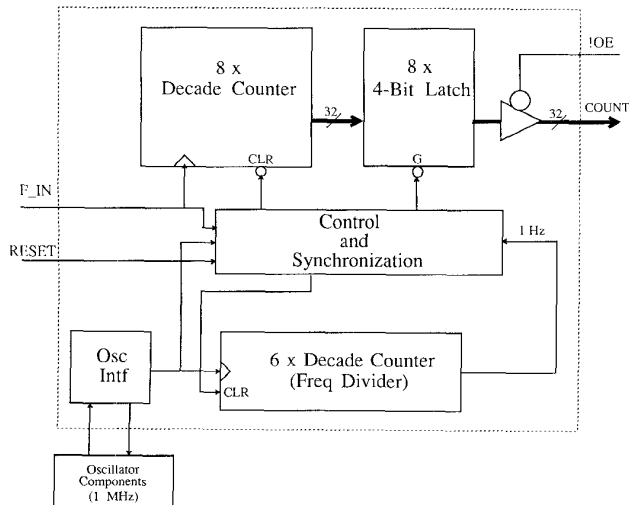 !OE
8 x
Decade Counter
8 x
4-Bit Latch
32
32
COUNT
CLR
G
F_IN
Control
and
Synchronization
RESET
1 Hz
Osc
Intf
6 x Decade Counter
(Freq Divider)
CLR
Oscillator
Components
(1 MHz)